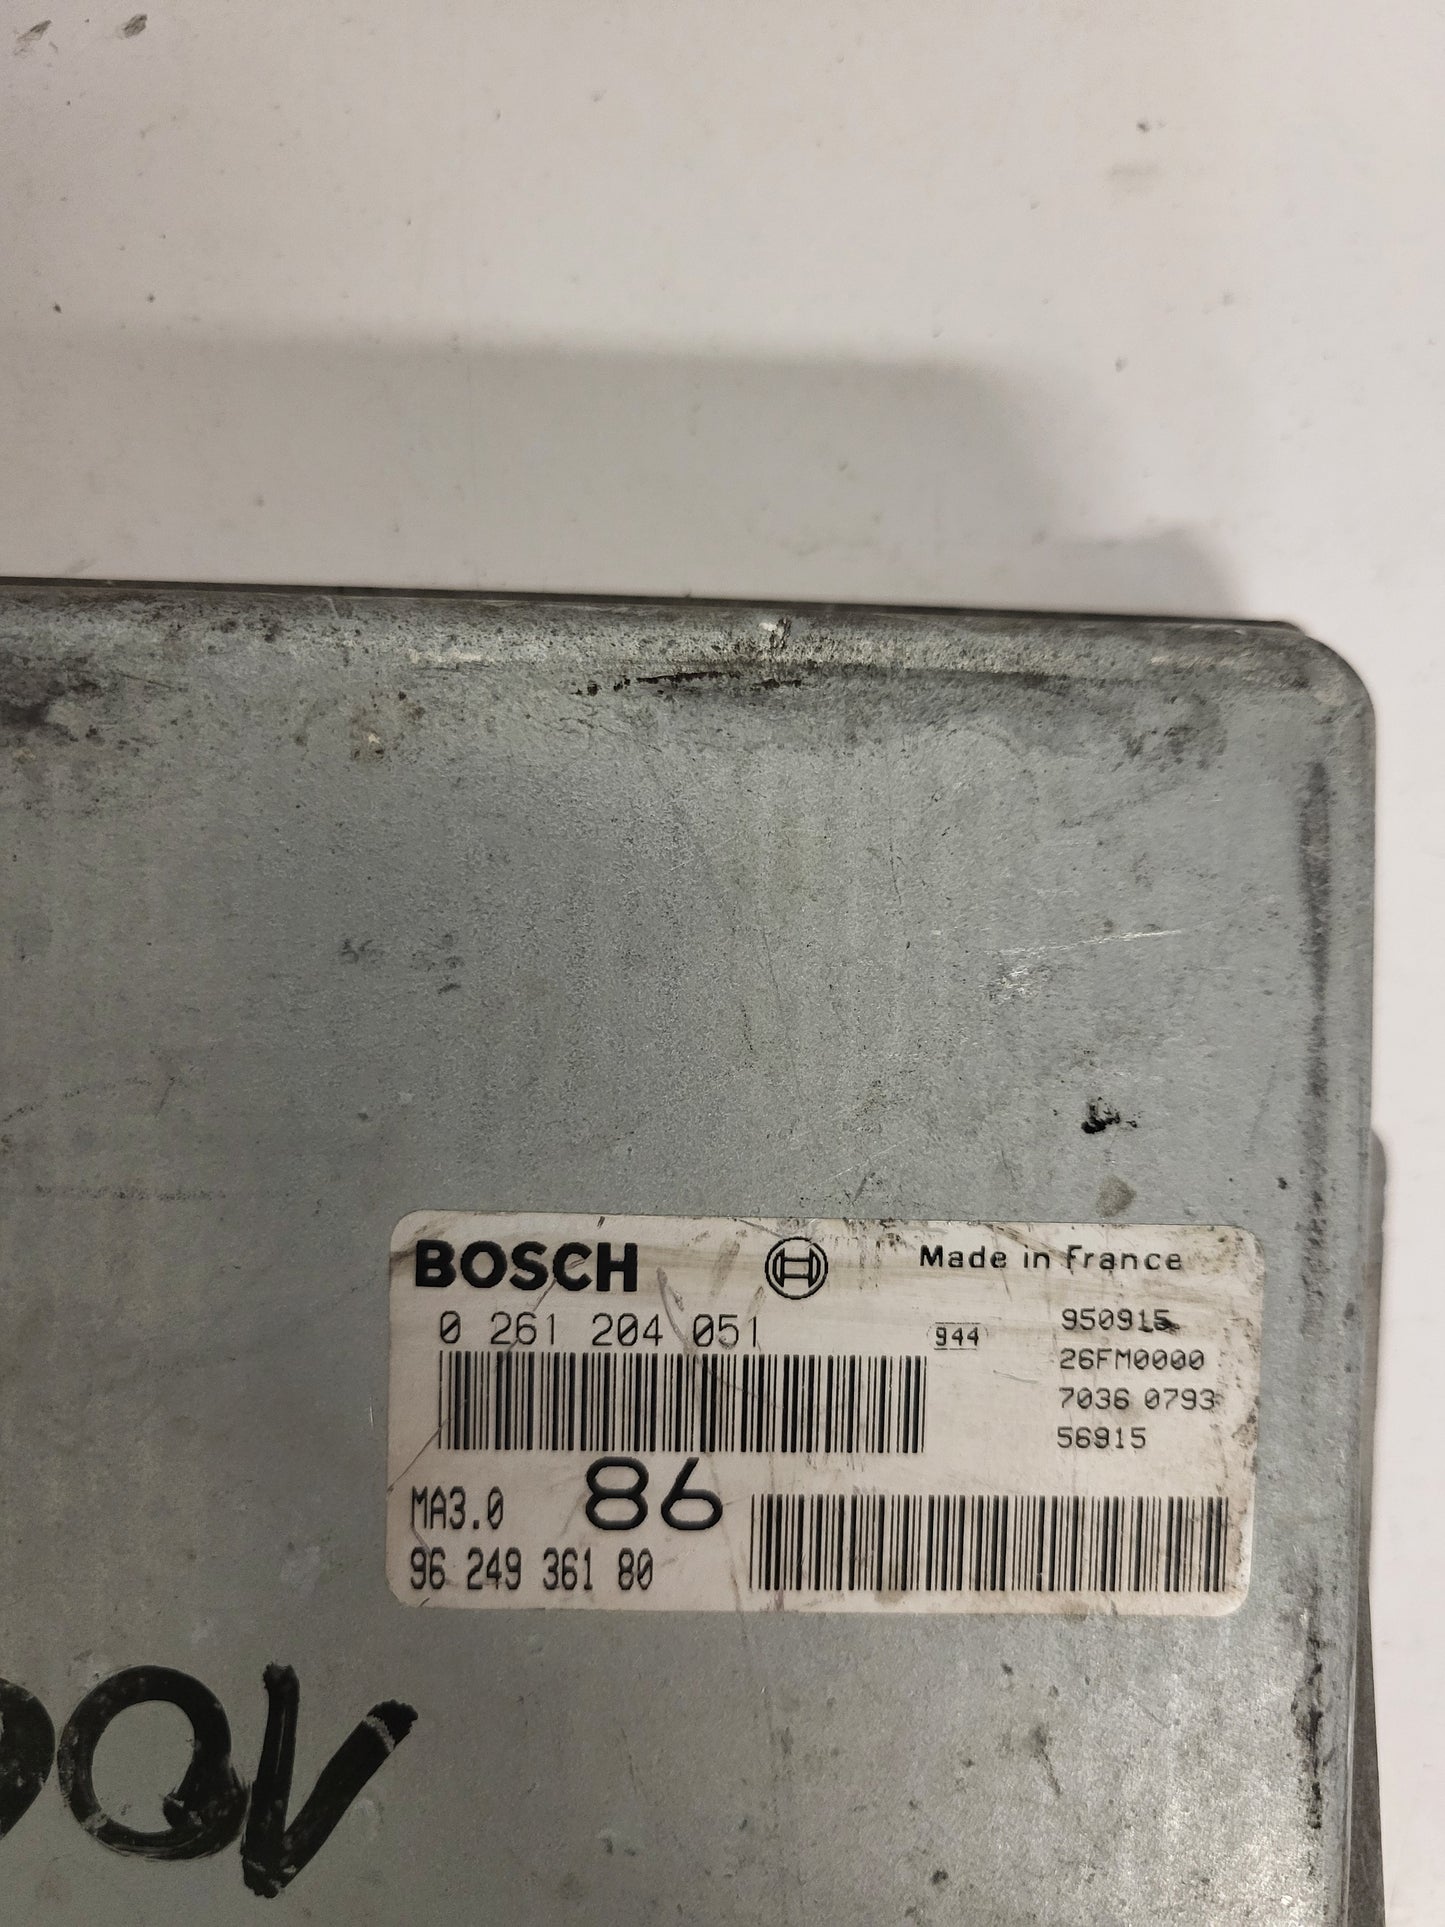 BOSCH Made in France
0 261 204 051 944 950915
26FM0000
7036 0793
56915
MA3.0 86
96 249 361 80